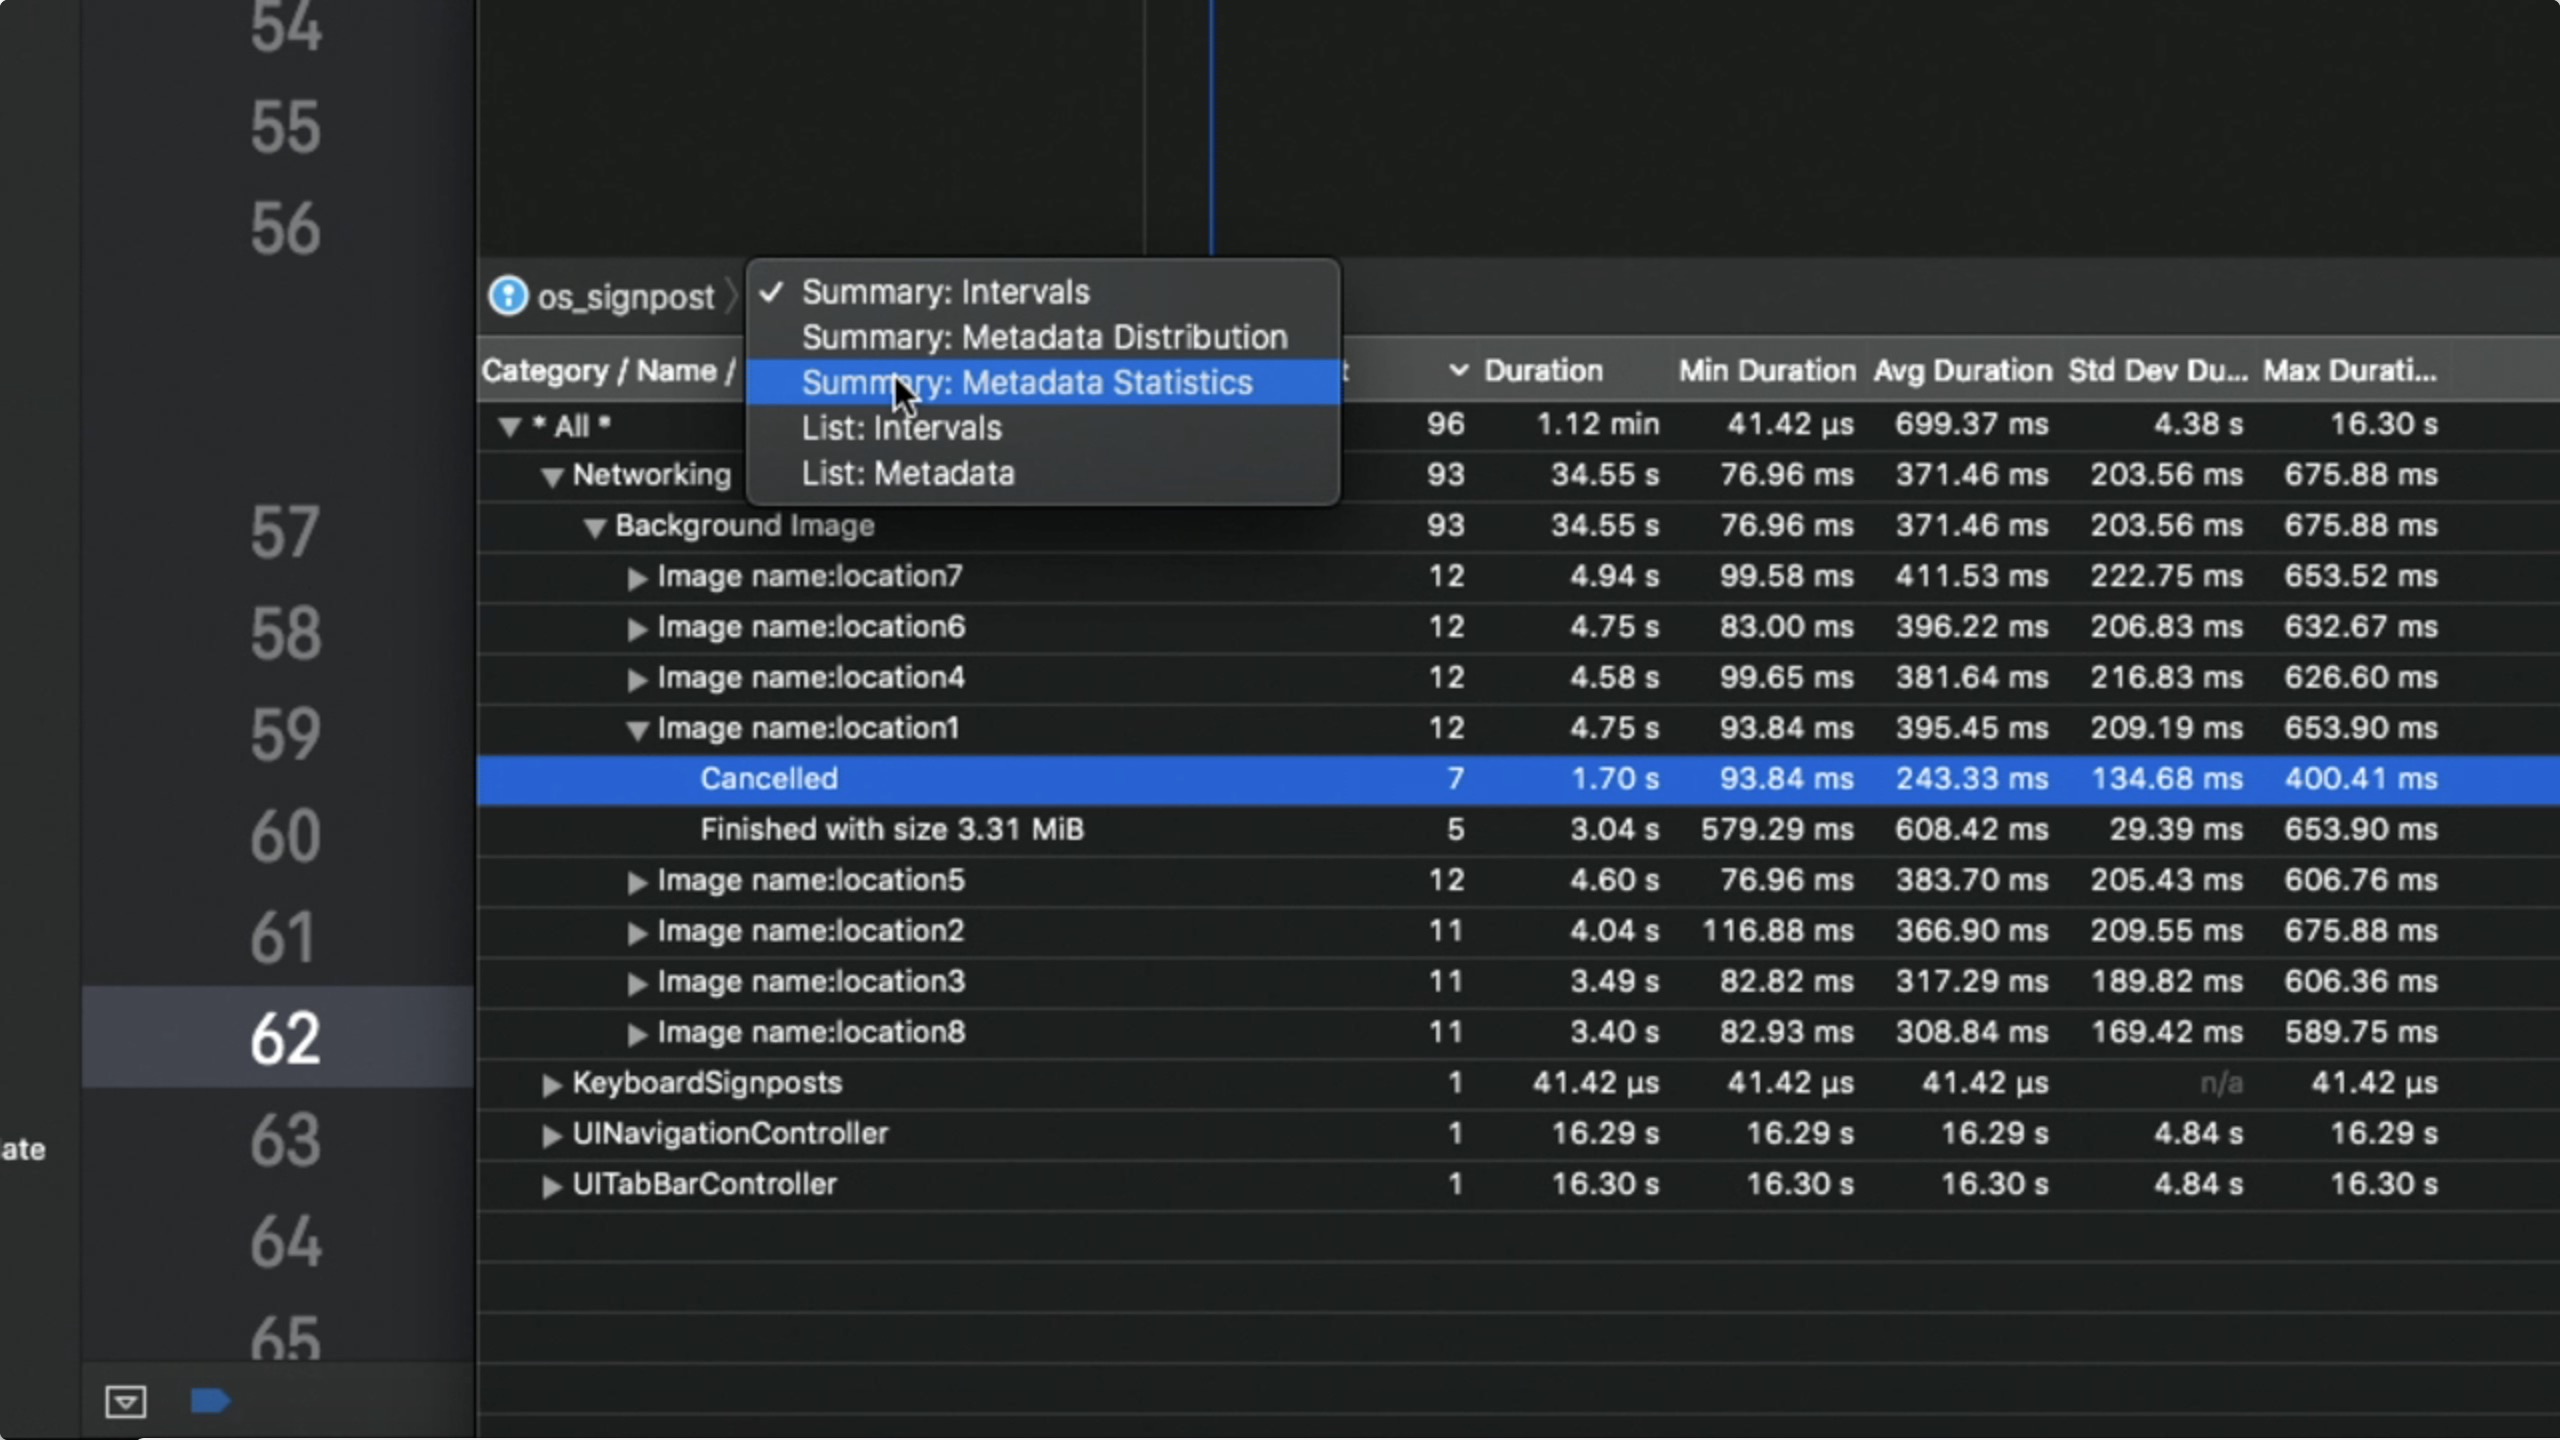 54
55
56
os_signpost
✓ Summary: Intervals
Summary: Metadata Distribution
Summary: Metadata Statistics
List: Intervals
List: Metadata
Category / Name / Duration Min Duration Avg Duration Std Dev Du... Max Durati...
* All * 96 1.12 min 41.42 µs 699.37 ms 4.38 s 16.30 s
Networking 93 34.55 s 76.96 ms 371.46 ms 203.56 ms 675.88 ms
57 Background Image 93 34.55 s 76.96 ms 371.46 ms 203.56 ms 675.88 ms
Image name:location7 12 4.94 s 99.58 ms 411.53 ms 222.75 ms 653.52 ms
58 Image name:location6 12 4.75 s 83.00 ms 396.22 ms 206.83 ms 632.67 ms
Image name:location4 12 4.58 s 99.65 ms 381.64 ms 216.83 ms 626.60 ms
59 Image name:location1 12 4.75 s 93.84 ms 395.45 ms 209.19 ms 653.90 ms
Cancelled 7 1.70 s 93.84 ms 243.33 ms 134.68 ms 400.41 ms
60 Finished with size 3.31 MiB 5 3.04 s 579.29 ms 608.42 ms 29.39 ms 653.90 ms
Image name:location5 12 4.60 s 76.96 ms 383.70 ms 205.43 ms 606.76 ms
61 Image name:location2 11 4.04 s 116.88 ms 366.90 ms 209.55 ms 675.88 ms
Image name:location3 11 3.49 s 82.82 ms 317.29 ms 189.82 ms 606.36 ms
62 Image name:location8 11 3.40 s 82.93 ms 308.84 ms 169.42 ms 589.75 ms
KeyboardSignposts 1 41.42 µs 41.42 µs 41.42 µs n/a 41.42 µs
63 UINavigationController 1 16.29 s 16.29 s 16.29 s 4.84 s 16.29 s
UITabBarController 1 16.30 s 16.30 s 16.30 s 4.84 s 16.30 s
64
65